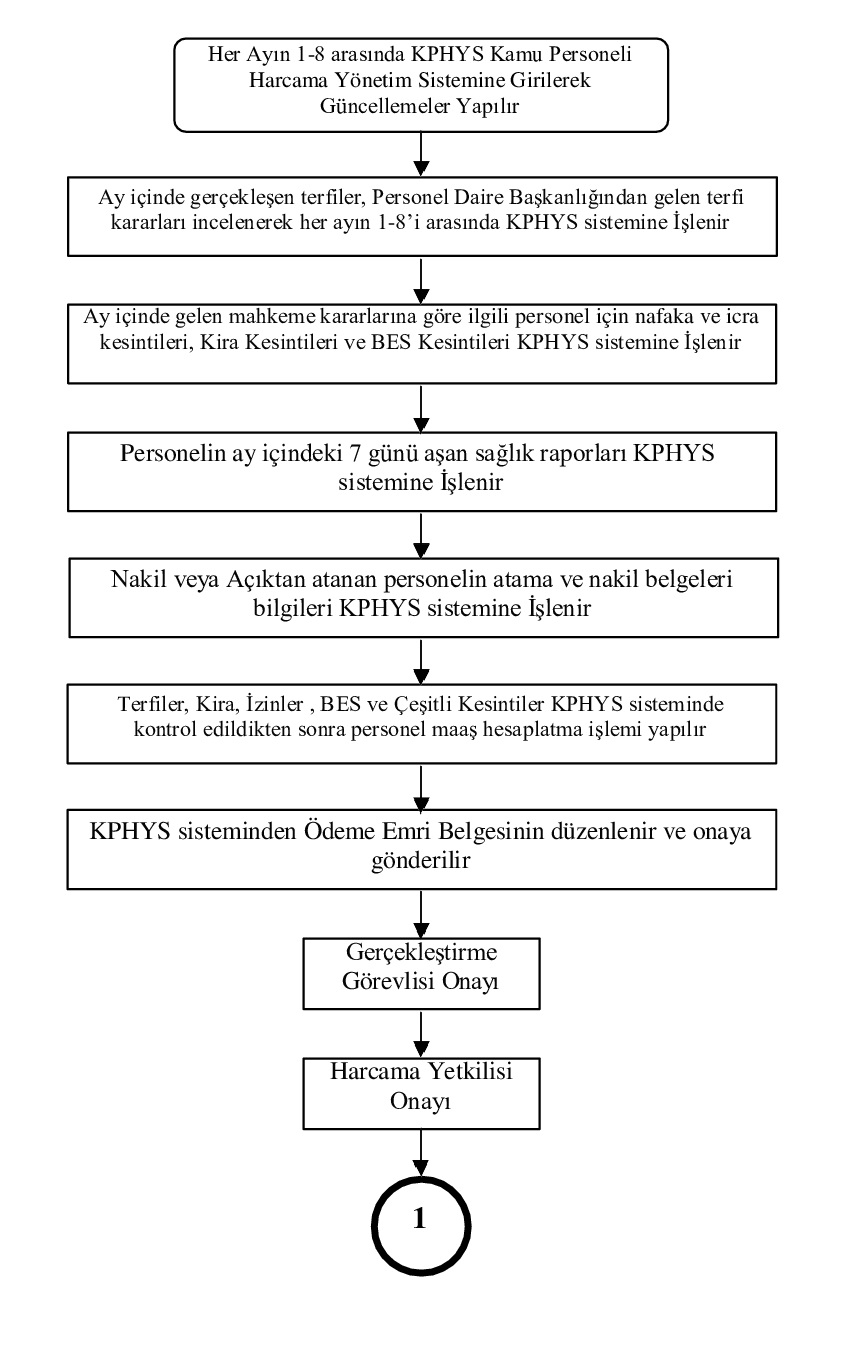 Her Ayın 1-8 arasında KPHYS Kamu Personeli
Harcama Yönetim Sistemine Girilerek
Güncellemeler Yapılır
Ay içinde gerçekleşen terfiler, Personel Daire Başkanlığından gelen terfi
kararları incelenerek her ayın 1-8’i arasında KPHYS sistemine İşlenir
Ay içinde gelen mahkeme kararlarına göre ilgili personel için nafaka ve icra
kesintileri, Kira Kesintileri ve BES Kesintileri KPHYS sistemine İşlenir
Personelin ay içindeki 7 günü aşan sağlık raporları KPHYS
sistemine İşlenir
Nakil veya Açıktan atanan personelin atama ve nakil belgeleri
bilgileri KPHYS sistemine İşlenir
Terfiler, Kira, İzinler , BES ve Çeşitli Kesintiler KPHYS sisteminde
kontrol edildikten sonra personel maaş hesaplatma işlemi yapılır
KPHYS sisteminden Ödeme Emri Belgesinin düzenlenir ve onaya
gönderilir
Gerçekleştirme
Görevlisi Onayı
Harcama Yetkilisi
Onayı
1